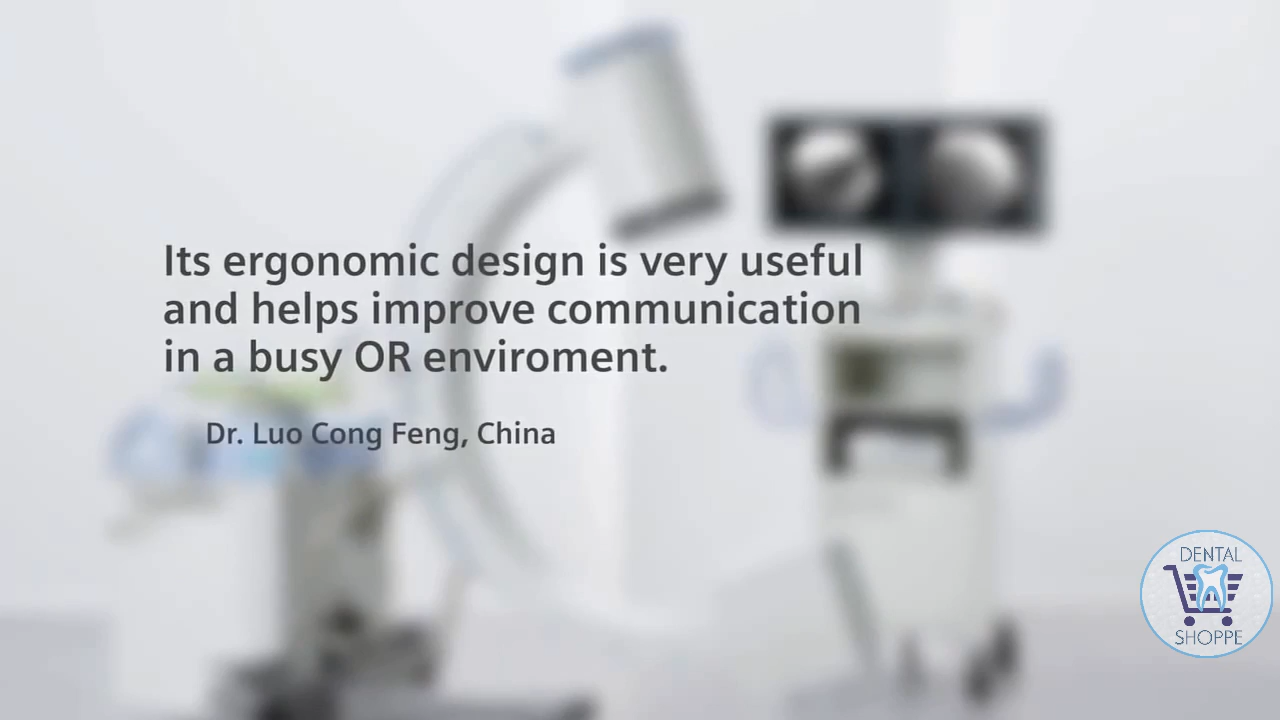 Its ergonomic design is very useful
and helps improve communication
in a busy OR enviroment.
Dr. Luo Cong Feng, China
DENTAL
SHOPPE